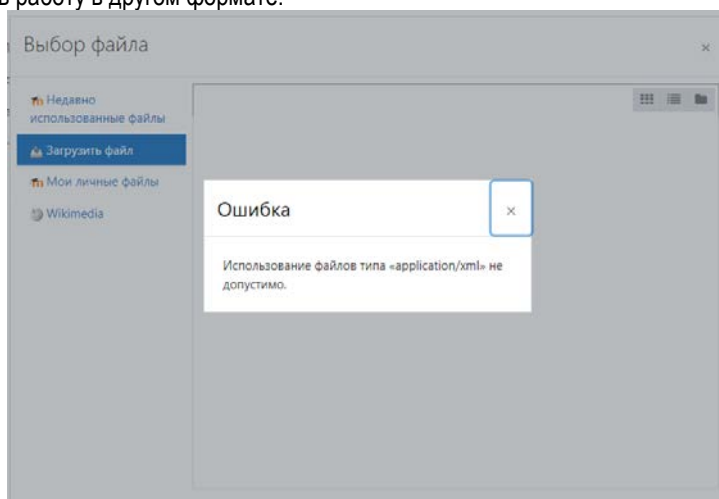 работу в другом формате.
Выбор файла
×
Недавно
использованные файлы
Загрузить файл
Мои личные файлы
Wikimedia
Ошибка
×
Использование файлов типа «application/xml» не
допустимо.